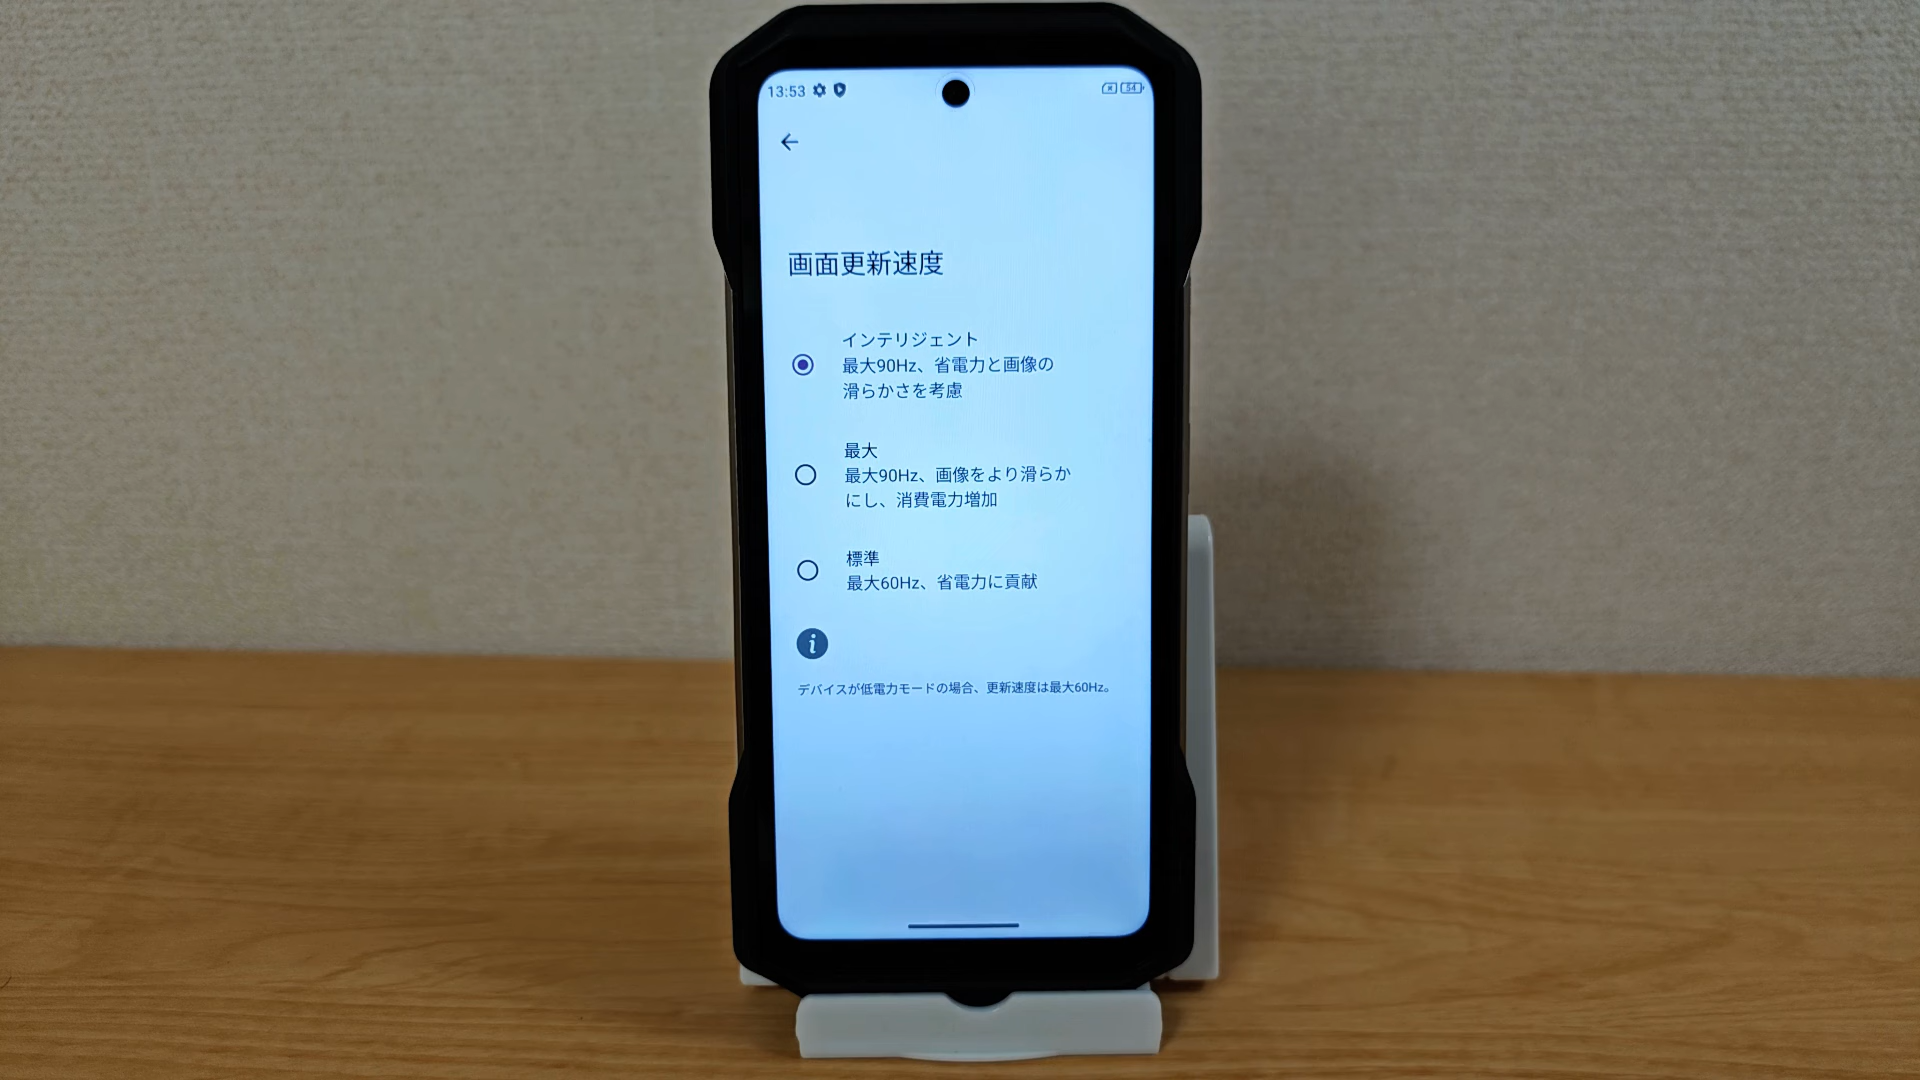 13:53
54
画面更新速度
インテリジェント
最大90Hz、省電力と画像の
滑らかさを考慮
最大
最大90Hz、画像をより滑らか
にし、消費電力増加
標準
最大60Hz、省電力に貢献
デバイスが低電力モードの場合、更新速度は最大60Hz。